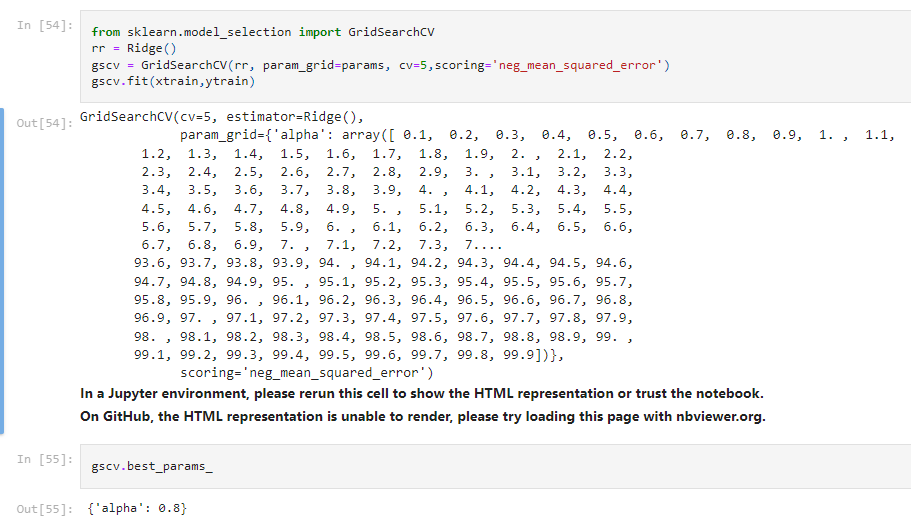 In [54]:
from sklearn.model_selection import GridSearchCV
rr = Ridge()
gscv = GridSearchCV(rr, param_grid=params, cv=5,scoring='neg_mean_squared_error')
gscv.fit(xtrain,ytrain)
Out[54]:
GridSearchCV(cv=5, estimator=Ridge(),
param_grid={'alpha': array([ 0.1, 0.2, 0.3, 0.4, 0.5, 0.6, 0.7, 0.8, 0.9, 1. , 1.1,
1.2, 1.3, 1.4, 1.5, 1.6, 1.7, 1.8, 1.9, 2. , 2.1, 2.2,
2.3, 2.4, 2.5, 2.6, 2.7, 2.8, 2.9, 3. , 3.1, 3.2, 3.3,
3.4, 3.5, 3.6, 3.7, 3.8, 3.9, 4. , 4.1, 4.2, 4.3, 4.4,
4.5, 4.6, 4.7, 4.8, 4.9, 5. , 5.1, 5.2, 5.3, 5.4, 5.5,
5.6, 5.7, 5.8, 5.9, 6. , 6.1, 6.2, 6.3, 6.4, 6.5, 6.6,
6.7, 6.8, 6.9, 7. , 7.1, 7.2, 7.3, 7....
93.6, 93.7, 93.8, 93.9, 94. , 94.1, 94.2, 94.3, 94.4, 94.5, 94.6,
94.7, 94.8, 94.9, 95. , 95.1, 95.2, 95.3, 95.4, 95.5, 95.6, 95.7,
95.8, 95.9, 96. , 96.1, 96.2, 96.3, 96.4, 96.5, 96.6, 96.7, 96.8,
96.9, 97. , 97.1, 97.2, 97.3, 97.4, 97.5, 97.6, 97.7, 97.8, 97.9,
98. , 98.1, 98.2, 98.3, 98.4, 98.5, 98.6, 98.7, 98.8, 98.9, 99. ,
99.1, 99.2, 99.3, 99.4, 99.5, 99.6, 99.7, 99.8, 99.9])},
scoring='neg_mean_squared_error')
In a Jupyter environment, please rerun this cell to show the HTML representation or trust the notebook.
On GitHub, the HTML representation is unable to render, please try loading this page with nbviewer.org.
In [55]:
gscv.best_params_
Out[55]:
{'alpha': 0.8}